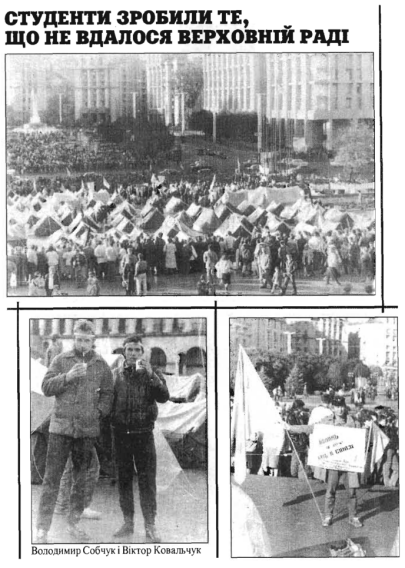 СТУДЕНТИ ЗРОБИЛИ ТЕ,
ЩО НЕ ВДАЛОСЯ ВЕРХОВНІЙ РАДІ
Володимир Собчук і Віктор Ковальчук